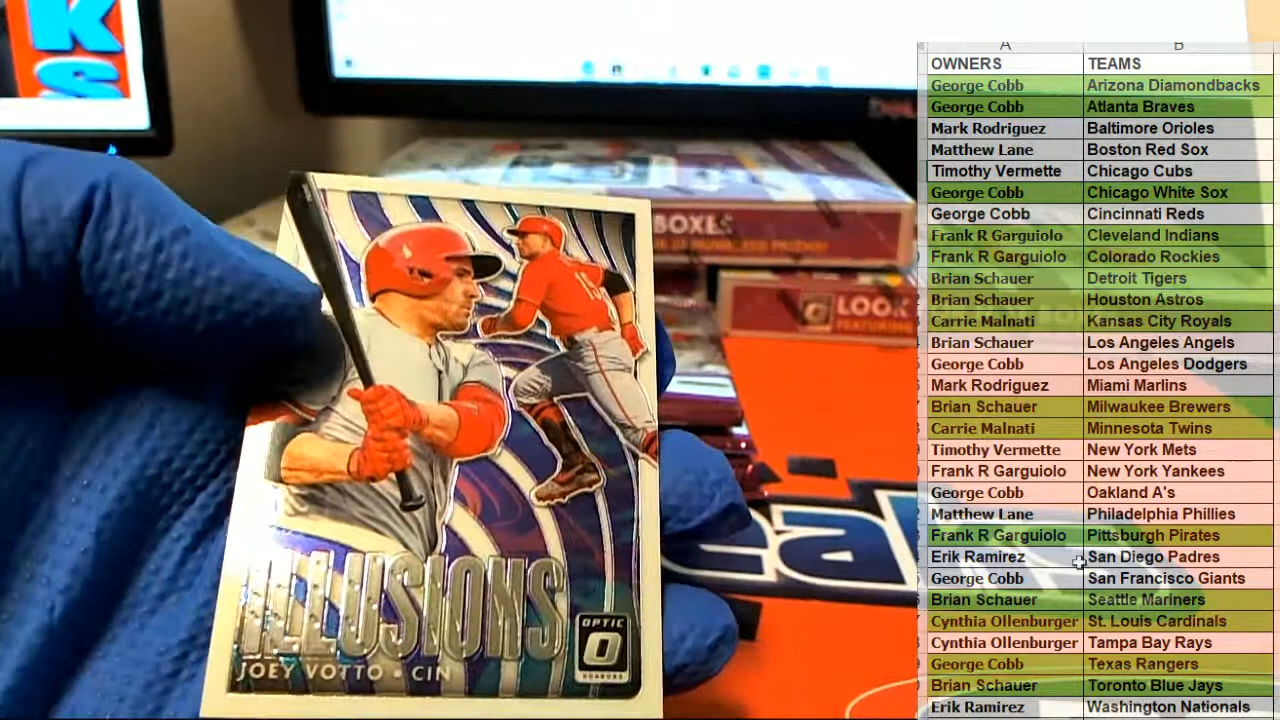 K
S
BOXES
LOOK
FEATURING
19
ILLUSIONS
JOEY VOTTO • CIN
OPTIC
O
DONRUSS
A B
OWNERS TEAMS
George Cobb Arizona Diamondbacks
George Cobb Atlanta Braves
Mark Rodriguez Baltimore Orioles
Matthew Lane Boston Red Sox
Timothy Vermette Chicago Cubs
George Cobb Chicago White Sox
George Cobb Cincinnati Reds
Frank R Garguiolo Cleveland Indians
Frank R Garguiolo Colorado Rockies
Brian Schauer Detroit Tigers
Brian Schauer Houston Astros
Carrie Malnati Kansas City Royals
Brian Schauer Los Angeles Angels
George Cobb Los Angeles Dodgers
Mark Rodriguez Miami Marlins
Brian Schauer Milwaukee Brewers
Carrie Malnati Minnesota Twins
Timothy Vermette New York Mets
Frank R Garguiolo New York Yankees
George Cobb Oakland A's
Matthew Lane Philadelphia Phillies
Frank R Garguiolo Pittsburgh Pirates
Erik Ramirez San Diego Padres
George Cobb San Francisco Giants
Brian Schauer Seattle Mariners
Cynthia Ollenburger St. Louis Cardinals
Cynthia Ollenburger Tampa Bay Rays
George Cobb Texas Rangers
Brian Schauer Toronto Blue Jays
Erik Ramirez Washington Nationals